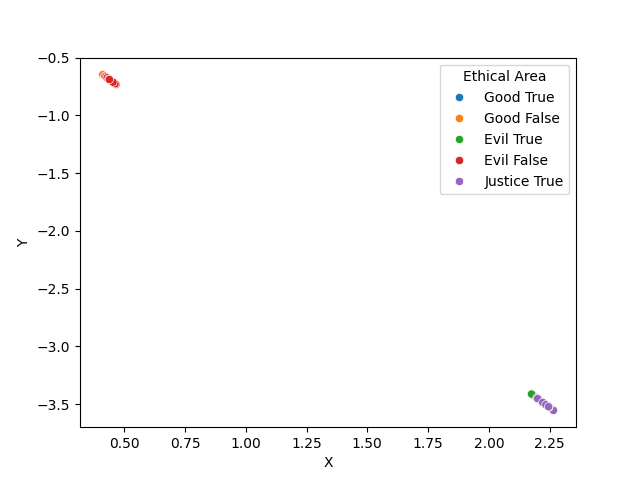 Ethical Area
Good True
Good False
Evil True
Evil False
Justice True
−0.5
−1.0
−1.5
−2.0
−2.5
−3.0
−3.5
Y
0.50 0.75 1.00 1.25 1.50 1.75 2.00 2.25
X